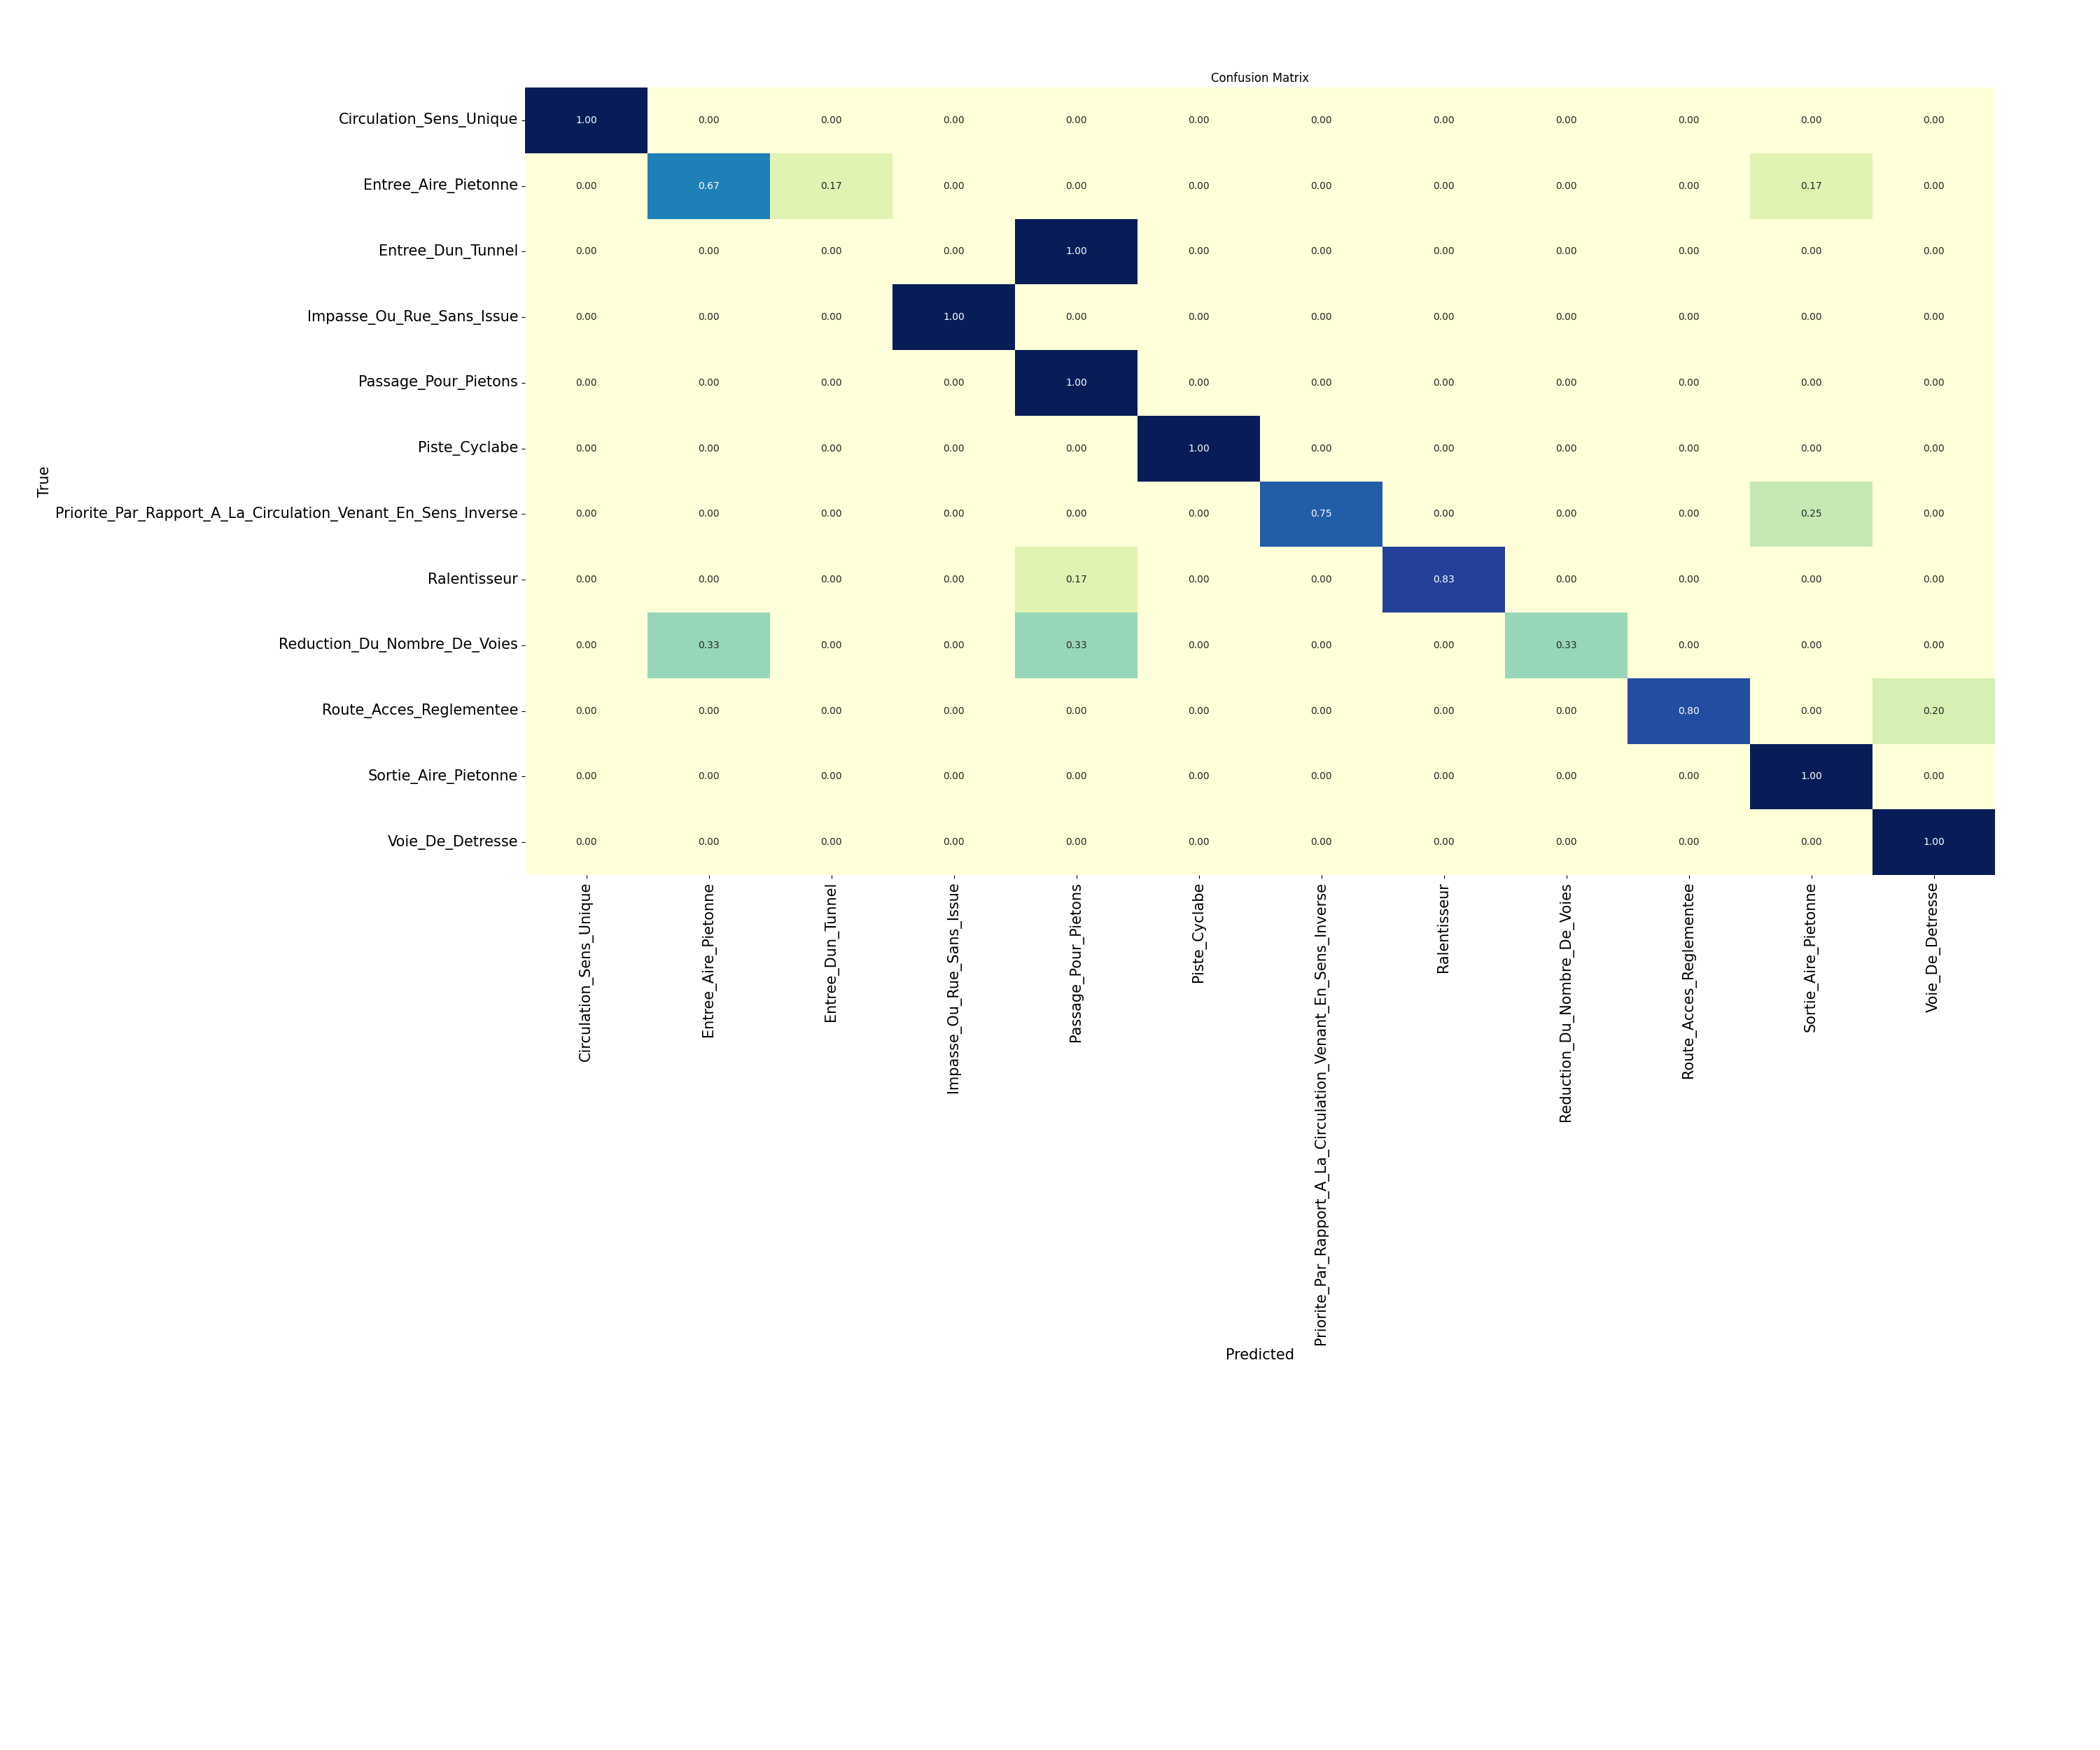 Confusion Matrix
Circulation_Sens_Unique 1.00 0.00 0.00 0.00 0.00 0.00 0.00 0.00 0.00 0.00 0.00 0.00
Entree_Aire_Pietonne 0.00 0.67 0.17 0.00 0.00 0.00 0.00 0.00 0.00 0.00 0.17 0.00
Entree_Dun_Tunnel 0.00 0.00 0.00 0.00 1.00 0.00 0.00 0.00 0.00 0.00 0.00 0.00
Impasse_Ou_Rue_Sans_Issue 0.00 0.00 0.00 1.00 0.00 0.00 0.00 0.00 0.00 0.00 0.00 0.00
Passage_Pour_Pietons 0.00 0.00 0.00 0.00 1.00 0.00 0.00 0.00 0.00 0.00 0.00 0.00
Piste_Cyclabe 0.00 0.00 0.00 0.00 0.00 1.00 0.00 0.00 0.00 0.00 0.00 0.00
True
Priorite_Par_Rapport_A_La_Circulation_Venant_En_Sens_Inverse 0.00 0.00 0.00 0.00 0.00 0.00 0.75 0.00 0.00 0.00 0.25 0.00
Ralentisseur 0.00 0.00 0.00 0.00 0.17 0.00 0.00 0.83 0.00 0.00 0.00 0.00
Reduction_Du_Nombre_De_Voies 0.00 0.33 0.00 0.00 0.33 0.00 0.00 0.00 0.33 0.00 0.00 0.00
Route_Acces_Reglementee 0.00 0.00 0.00 0.00 0.00 0.00 0.00 0.00 0.00 0.80 0.00 0.20
Sortie_Aire_Pietonne 0.00 0.00 0.00 0.00 0.00 0.00 0.00 0.00 0.00 0.00 1.00 0.00
Voie_De_Detresse 0.00 0.00 0.00 0.00 0.00 0.00 0.00 0.00 0.00 0.00 0.00 1.00
Circulation_Sens_Unique
Entree_Aire_Pietonne
Entree_Dun_Tunnel
Impasse_Ou_Rue_Sans_Issue
Passage_Pour_Pietons
Piste_Cyclabe
Priorite_Par_Rapport_A_La_Circulation_Venant_En_Sens_Inverse
Ralentisseur
Reduction_Du_Nombre_De_Voies
Route_Acces_Reglementee
Sortie_Aire_Pietonne
Voie_De_Detresse
Predicted